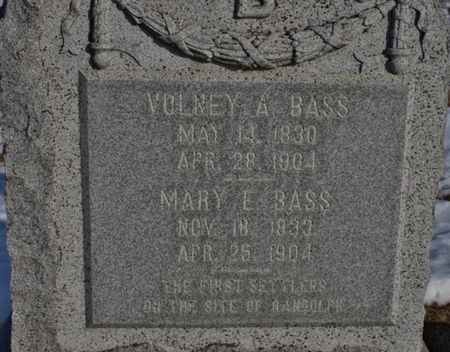 B
VOLNEY A. BASS
MAY 14, 1830
APR. 28, 1904
MARY E. BASS
NOV. 18, 1833
APR. 25, 1904
THE FIRST SETTLERS
ON THE SITE OF RANDOLPH